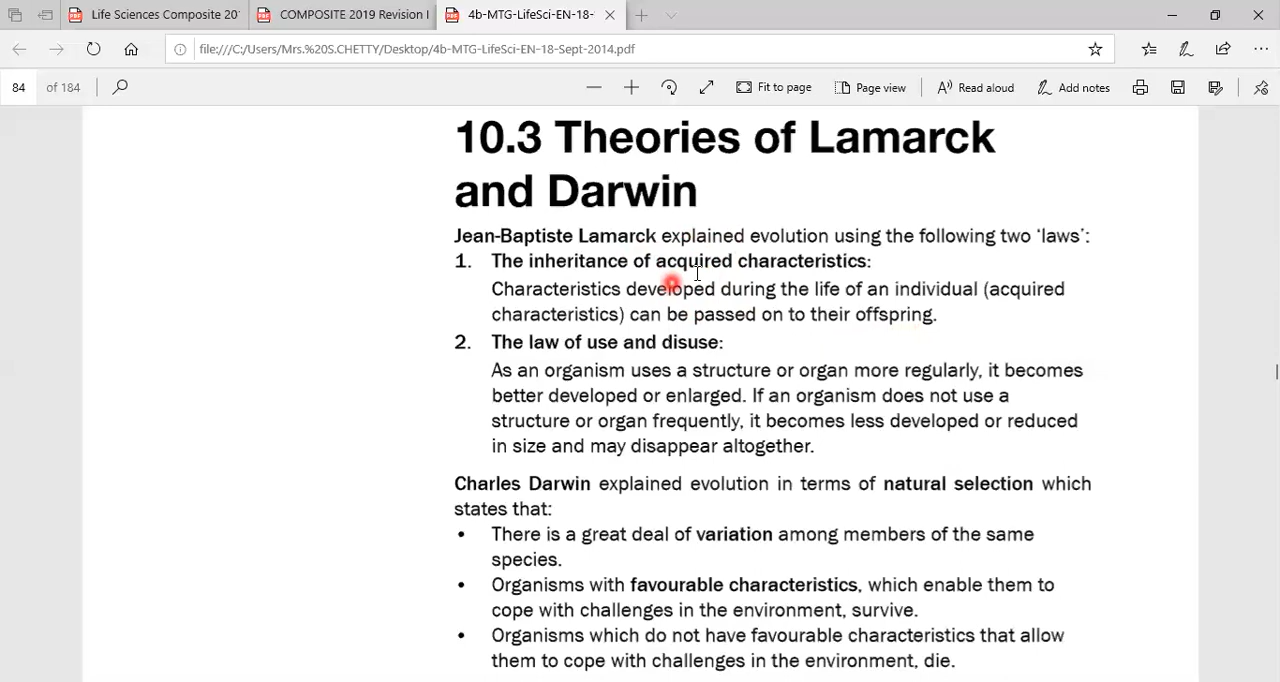 Life Sciences Composite 20
COMPOSITE 2019 Revision I
4b-MTG-LifeSci-EN-18-
file:///C:/Users/Mrs.%20S.CHETTY/Desktop/4b-MTG-LifeSci-EN-18-Sept-2014.pdf
84 of 184 Fit to page Page view Read aloud Add notes
10.3 Theories of Lamarck
and Darwin
Jean-Baptiste Lamarck explained evolution using the following two ‘laws’:
1. The inheritance of acquired characteristics:
Characteristics developed during the life of an individual (acquired
characteristics) can be passed on to their offspring.
2. The law of use and disuse:
As an organism uses a structure or organ more regularly, it becomes
better developed or enlarged. If an organism does not use a
structure or organ frequently, it becomes less developed or reduced
in size and may disappear altogether.
Charles Darwin explained evolution in terms of natural selection which
states that:
• There is a great deal of variation among members of the same
species.
• Organisms with favourable characteristics, which enable them to
cope with challenges in the environment, survive.
• Organisms which do not have favourable characteristics that allow
them to cope with challenges in the environment, die.